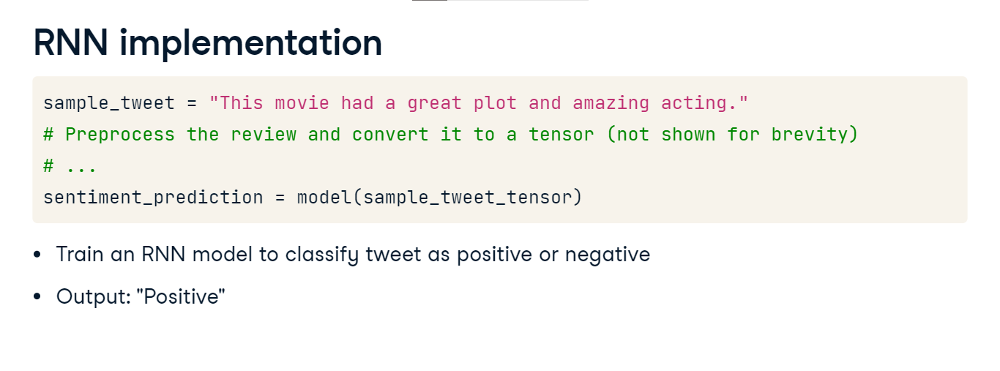 RNN implementation
sample_tweet = "This movie had a great plot and amazing acting."
# Preprocess the review and convert it to a tensor (not shown for brevity)
# ...
sentiment_prediction = model(sample_tweet_tensor)
• Train an RNN model to classify tweet as positive or negative
• Output: "Positive"